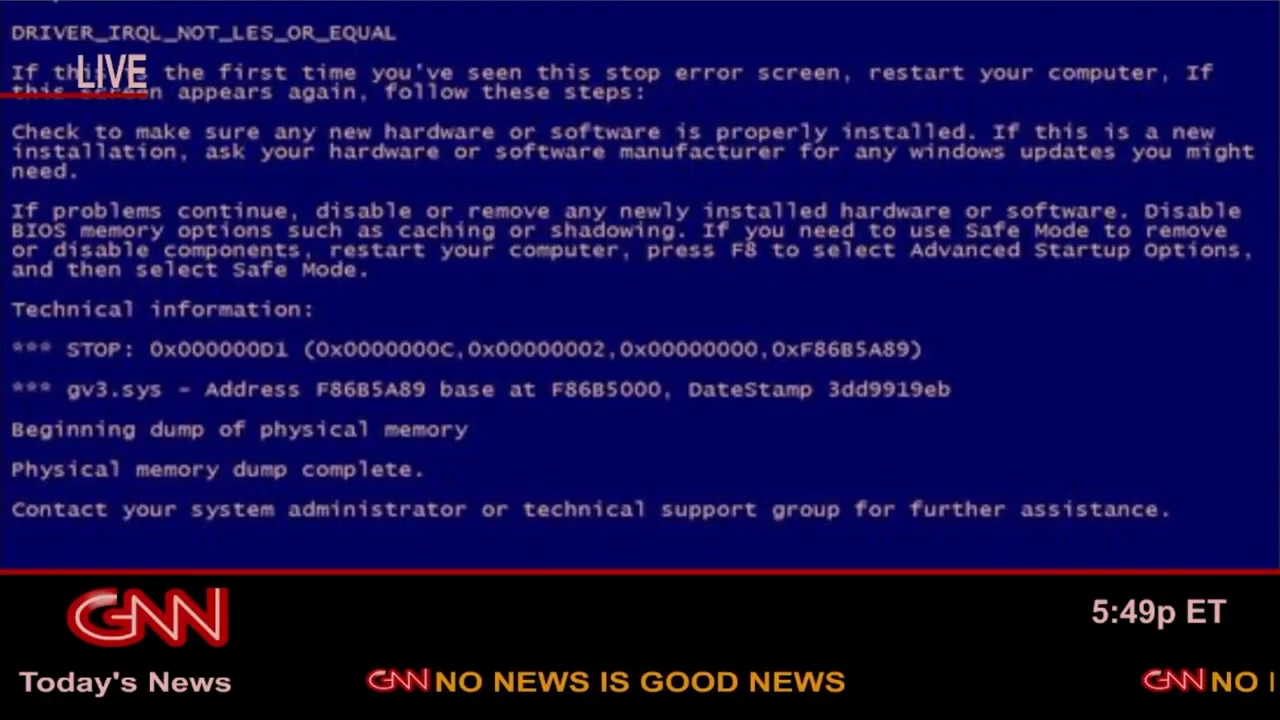 DRIVER_IRQL_NOT_LES_OR_EQUAL
LIVE
If the first time you've seen this stop error screen, restart your computer, If
this screen appears again, follow these steps:
Check to make sure any new hardware or software is properly installed. If this is a new
installation, ask your hardware or software manufacturer for any windows updates you might
need.
If problems continue, disable or remove any newly installed hardware or software. Disable
BIOS memory options such as caching or shadowing. If you need to use Safe Mode to remove
or disable components, restart your computer, press F8 to select Advanced Startup Options,
and then select Safe Mode.
Technical information:
*** STOP: 0x000000D1 (0x0000000C,0x00000002,0x00000000,0xF86B5A89)
*** gv3.sys - Address F86B5A89 base at F86B5000, DateStamp 3dd9919eb
Beginning dump of physical memory
Physical memory dump complete.
Contact your system administrator or technical support group for further assistance.
GNN
5:49p ET
Today's News
GNN NO NEWS IS GOOD NEWS
GNN NO